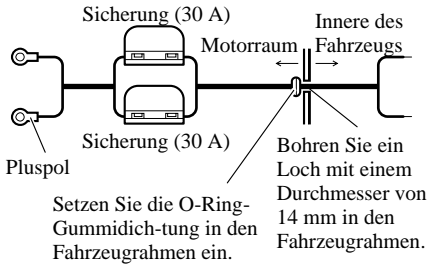 Sicherung (30 A)
Innere des
Motorraum
Fahrzeugs
Sicherung (30 A)
Pluspol
Bohren Sie ein
Loch mit einem
Durchmesser von
14 mm in den
Fahrzeugrahmen.
Setzen Sie die O-Ring-
Gummidich-tung in den
Fahrzeugrahmen ein.